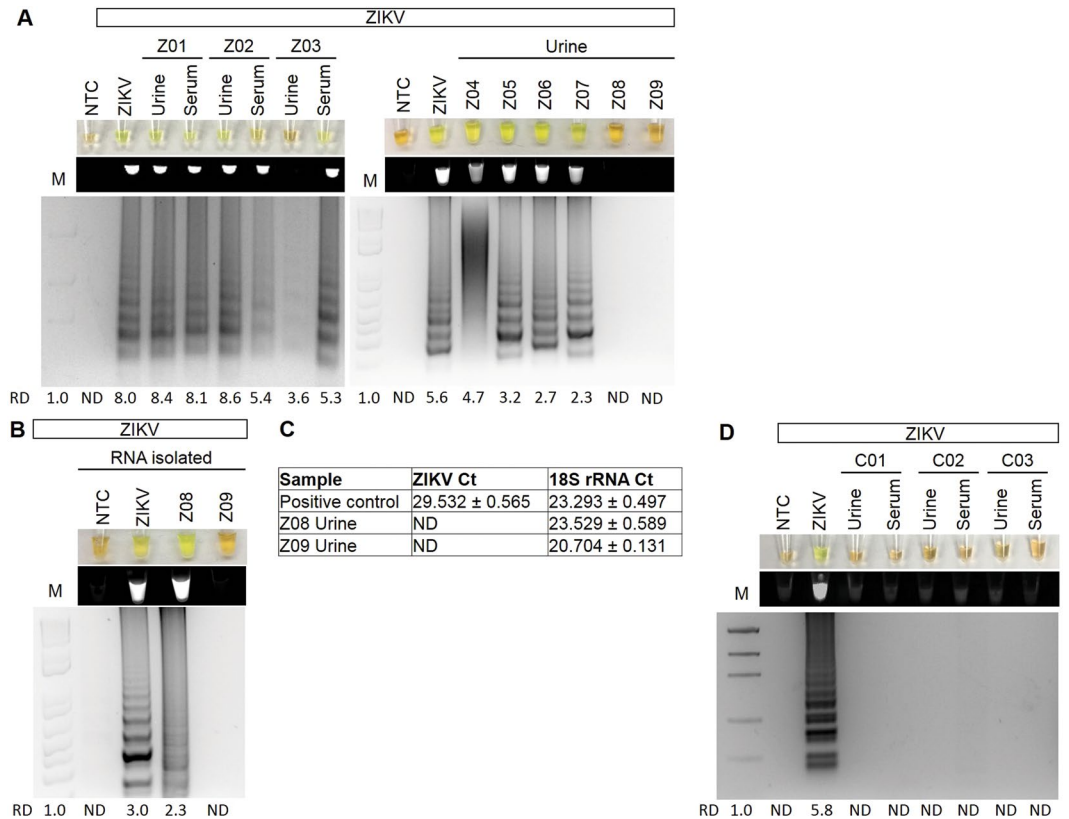 A
ZIKV
Z01 Z02 Z03
NTC ZIKV Urine Serum Urine Serum Urine Serum
Urine
NTC ZIKV Z04 Z05 Z06 Z07 Z08 Z09
M M
RD 1.0 ND 8.0 8.4 8.1 8.6 5.4 3.6 5.3 1.0 ND 5.6 4.7 3.2 2.7 2.3 ND ND
B
ZIKV
RNA isolated
NTC ZIKV Z08 Z09
M
RD 1.0 ND 3.0 2.3 ND
C
Sample ZIKV Ct 18S rRNA Ct
Positive control 29.532 ± 0.565 23.293 ± 0.497
Z08 Urine ND 23.529 ± 0.589
Z09 Urine ND 20.704 ± 0.131
D
ZIKV
C01 C02 C03
NTC ZIKV Urine Serum Urine Serum Urine Serum
M
RD 1.0 ND 5.8 ND ND ND ND ND ND